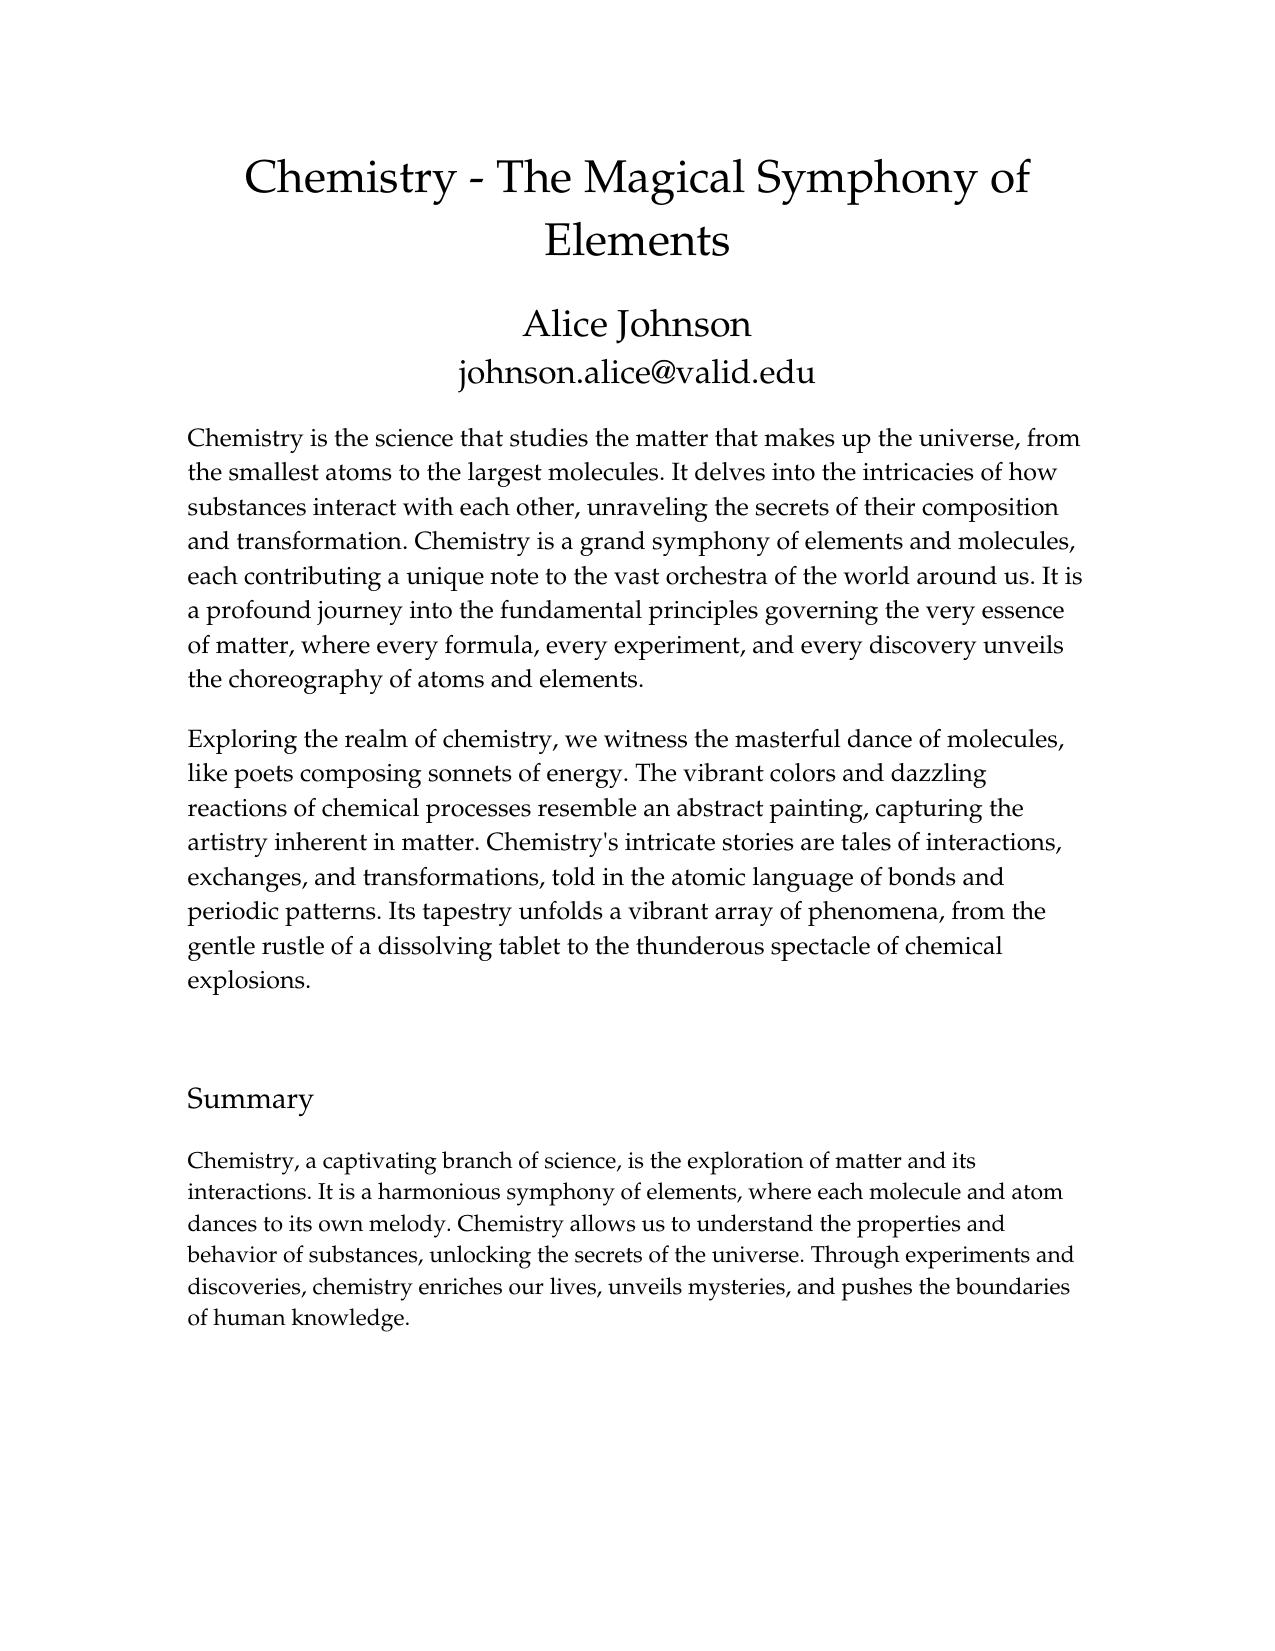 Chemistry - The Magical Symphony of
Elements
Alice Johnson
johnson.alice@valid.edu
Chemistry is the science that studies the matter that makes up the universe, from
the smallest atoms to the largest molecules. It delves into the intricacies of how
substances interact with each other, unraveling the secrets of their composition
and transformation. Chemistry is a grand symphony of elements and molecules,
each contributing a unique note to the vast orchestra of the world around us. It is
a profound journey into the fundamental principles governing the very essence
of matter, where every formula, every experiment, and every discovery unveils
the choreography of atoms and elements.
Exploring the realm of chemistry, we witness the masterful dance of molecules,
like poets composing sonnets of energy. The vibrant colors and dazzling
reactions of chemical processes resemble an abstract painting, capturing the
artistry inherent in matter. Chemistry's intricate stories are tales of interactions,
exchanges, and transformations, told in the atomic language of bonds and
periodic patterns. Its tapestry unfolds a vibrant array of phenomena, from the
gentle rustle of a dissolving tablet to the thunderous spectacle of chemical
explosions.
Summary
Chemistry, a captivating branch of science, is the exploration of matter and its
interactions. It is a harmonious symphony of elements, where each molecule and atom
dances to its own melody. Chemistry allows us to understand the properties and
behavior of substances, unlocking the secrets of the universe. Through experiments and
discoveries, chemistry enriches our lives, unveils mysteries, and pushes the boundaries
of human knowledge.